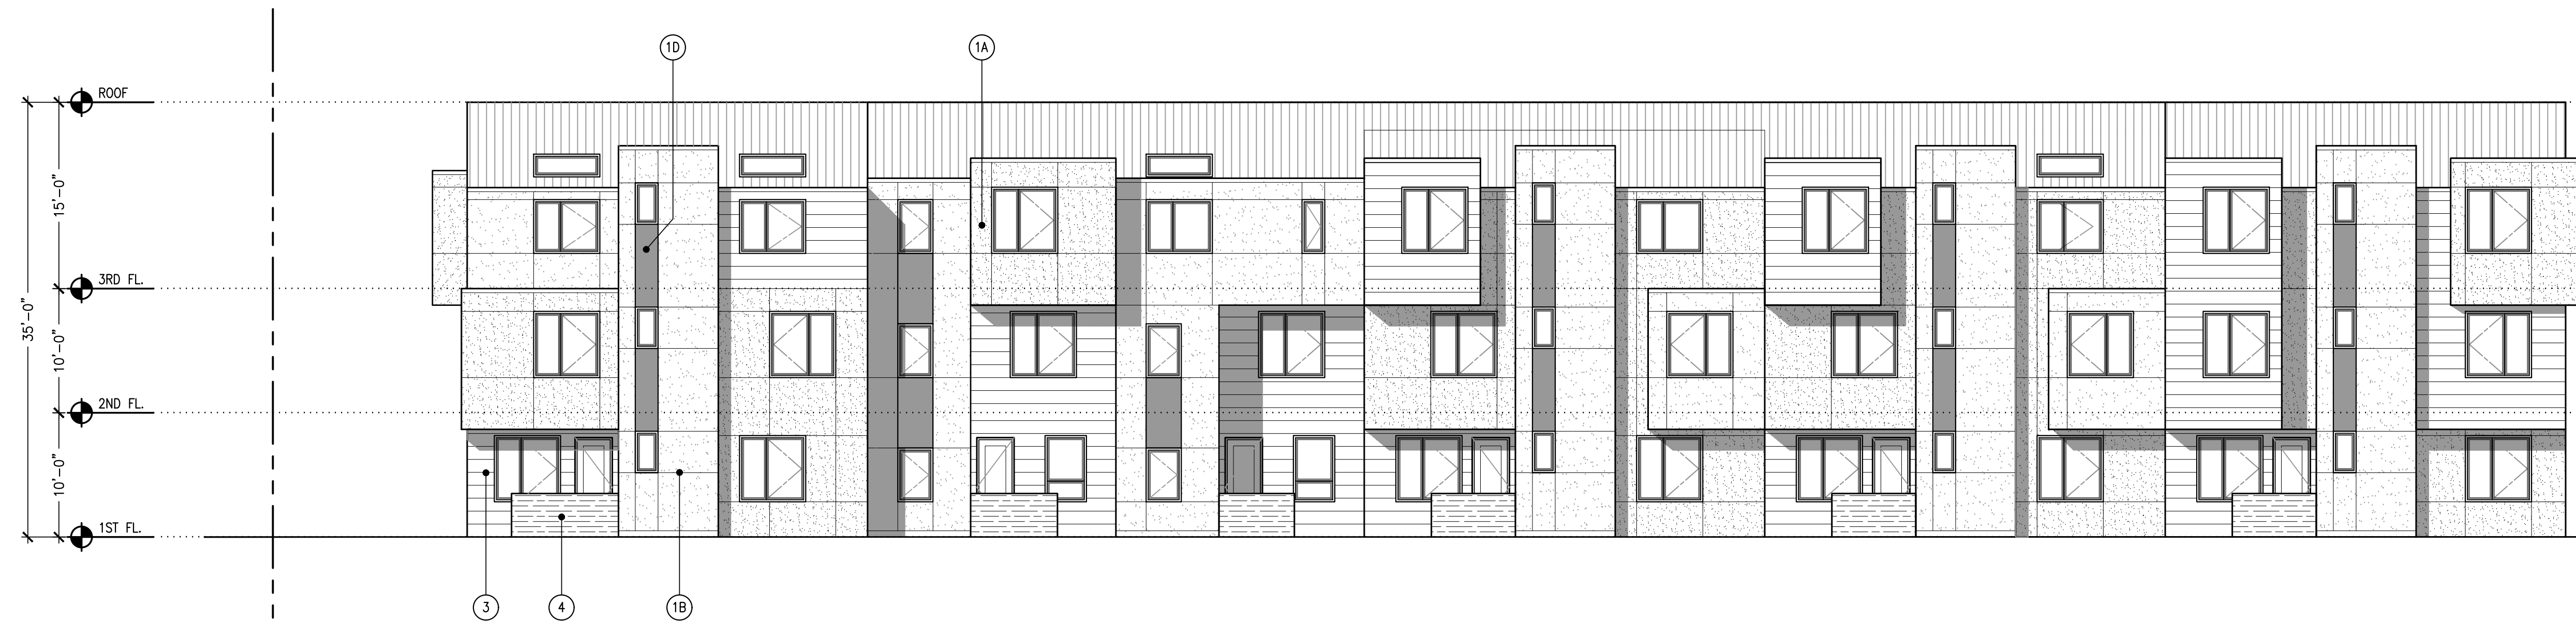 1D
1A
ROOF
15'-0"
3RD FL.
35'-0"
10'-0"
2ND FL.
10'-0"
1ST FL.
3
4
1B